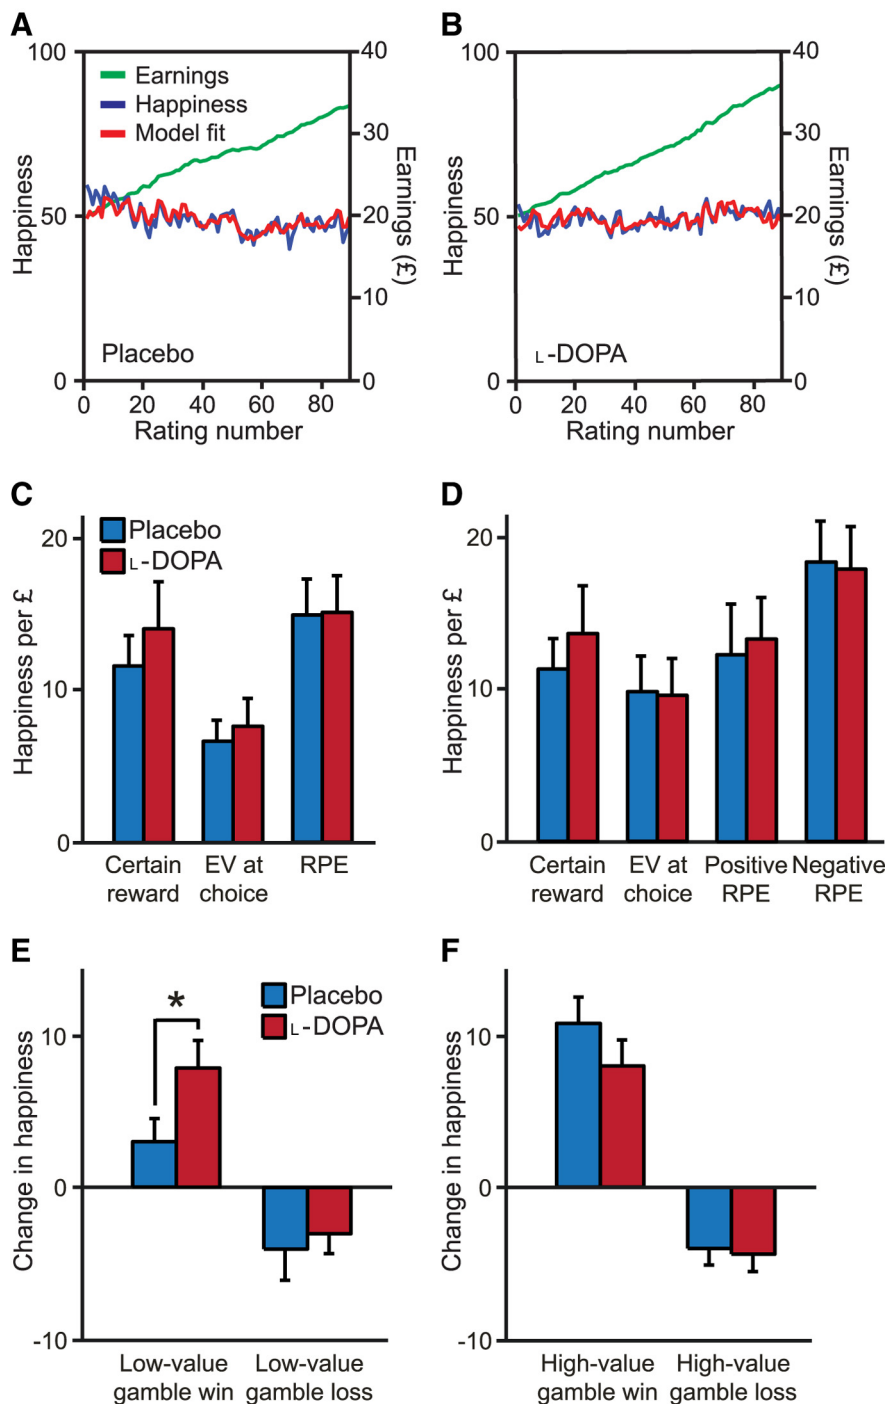 A
100
50
0
Happiness
Earnings
Happiness
Model fit
Placebo
40
30
20
10
0
Earnings (£)
0 20 40 60 80
Rating number
B
100
50
0
Happiness
ʟ-DOPA
40
30
20
10
0
Earnings (£)
0 20 40 60 80
Rating number
C
20
10
0
Happiness per £
Placebo
ʟ-DOPA
Certain
reward
EV at
choice
RPE
D
20
10
0
Happiness per £
Certain
reward
EV at
choice
Positive
RPE
Negative
RPE
E
10
0
-10
Change in happiness
*
Placebo
ʟ-DOPA
Low-value
gamble win
Low-value
gamble loss
F
10
0
-10
Change in happiness
High-value
gamble win
High-value
gamble loss